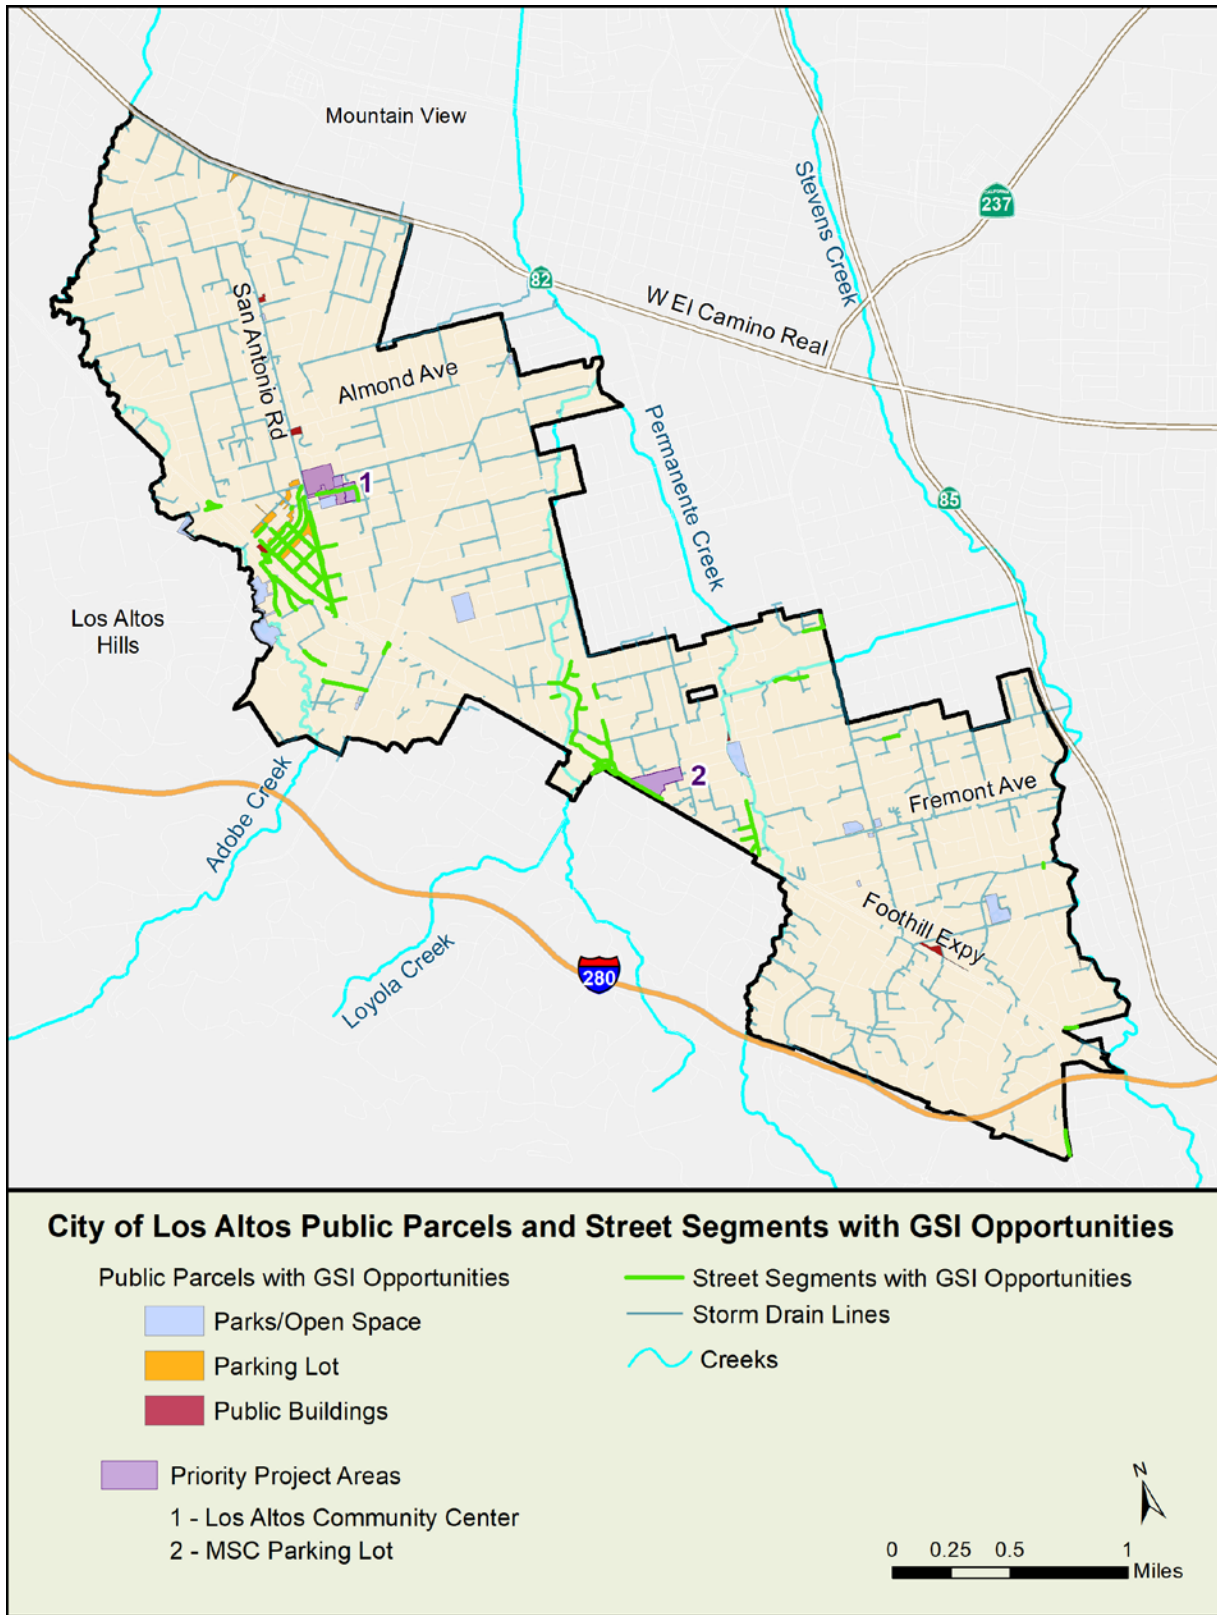 Mountain View
Stevens Creek
CALIFORNIA
237
82
W El Camino Real
San Antonio Rd
Almond Ave
Permanente Creek
1
85
Los Altos
Hills
2
Fremont Ave
Adobe Creek
Foothill Expy
Loyola Creek
280
City of Los Altos Public Parcels and Street Segments with GSI Opportunities
Public Parcels with GSI Opportunities
Parks/Open Space
Parking Lot
Public Buildings
Priority Project Areas
1 - Los Altos Community Center
2 - MSC Parking Lot
Street Segments with GSI Opportunities
Storm Drain Lines
Creeks
N
0 0.25 0.5 1
Miles